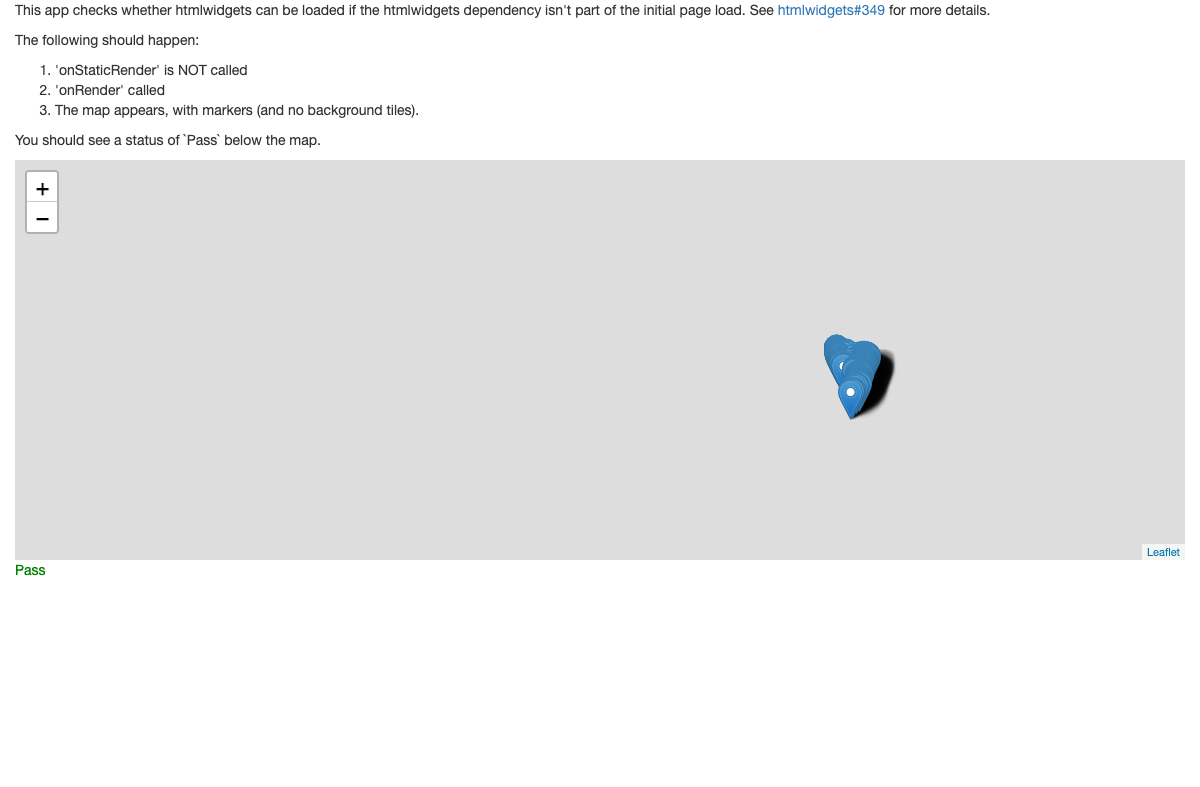 This app checks whether htmlwidgets can be loaded if the htmlwidgets dependency isn't part of the initial page load. See htmlwidgets#349 for more details.
The following should happen:
1. 'onStaticRender' is NOT called
2. 'onRender' called
3. The map appears, with markers (and no background tiles).
You should see a status of `Pass` below the map.
+
−
Leaflet
Pass